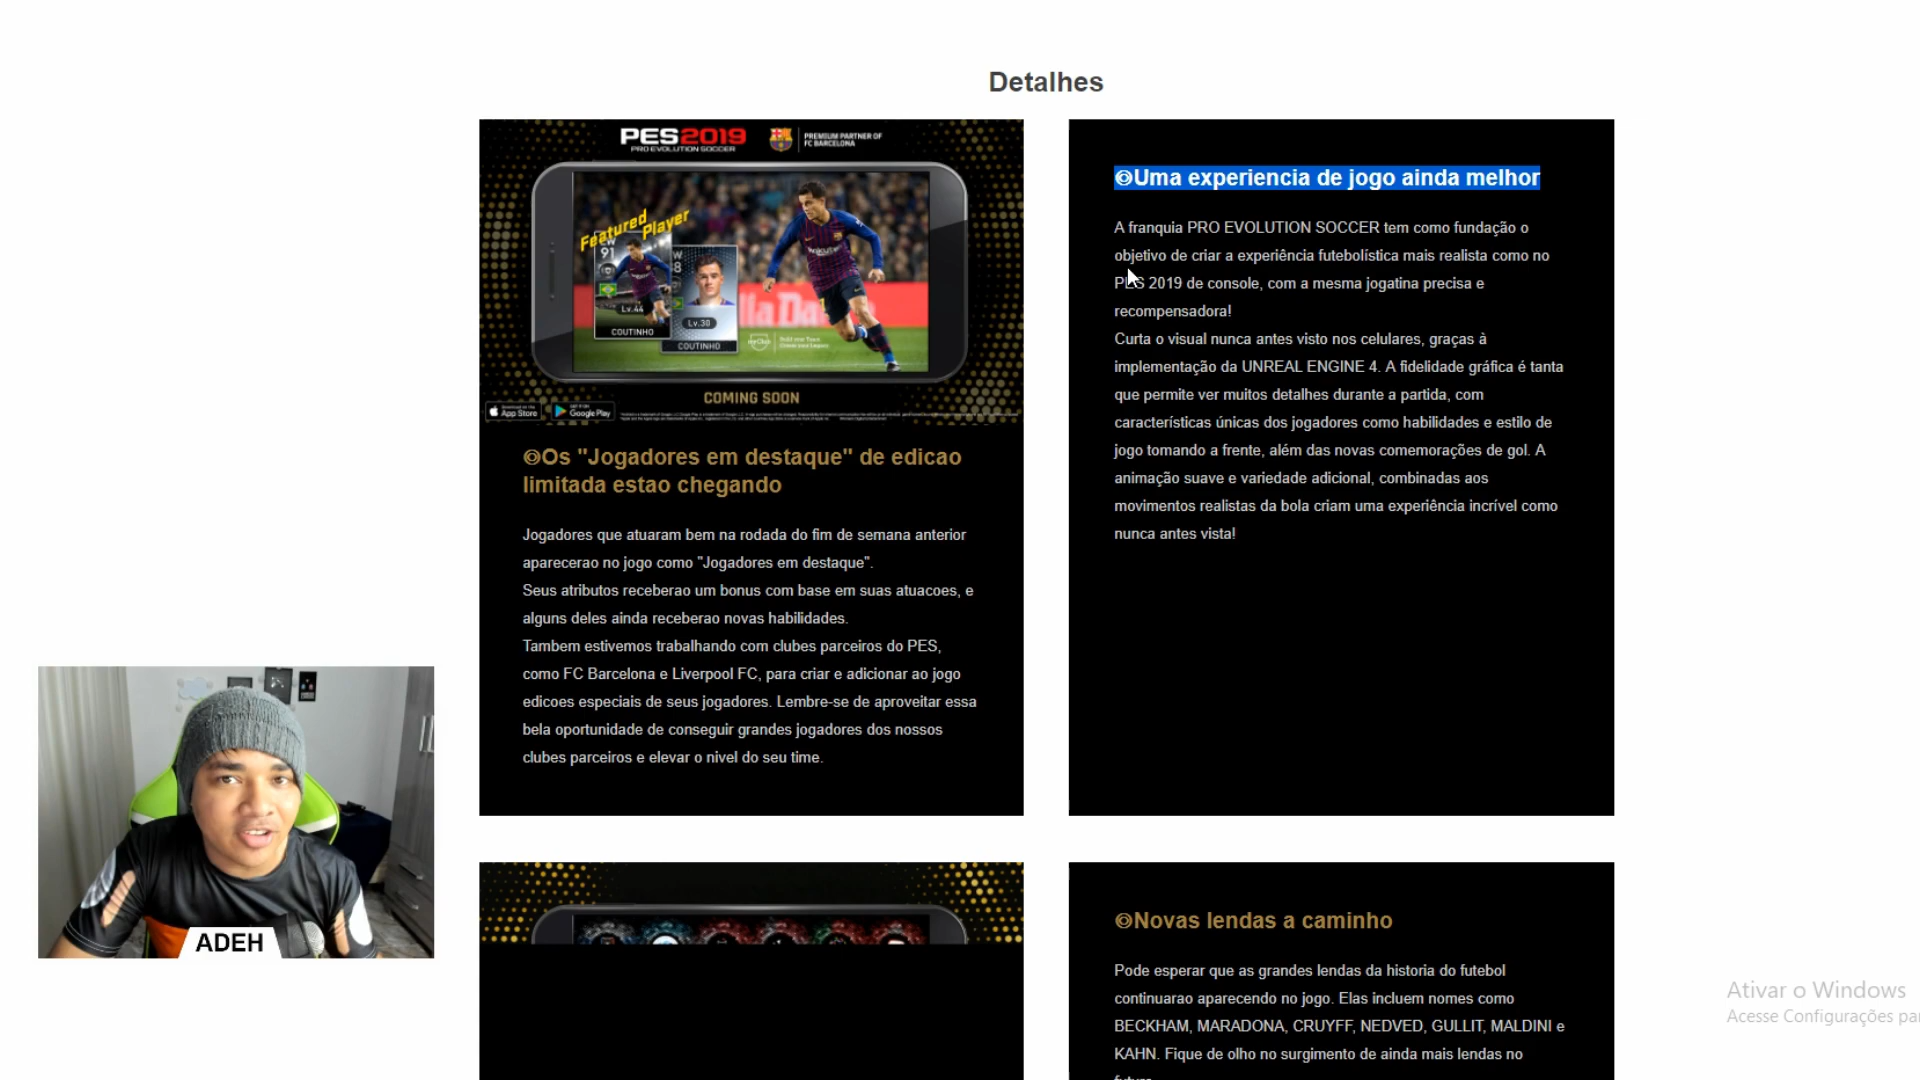 Detalhes
PES2019
PRO EVOLUTION SOCCER
PREMIUM PARTNER OF
FC BARCELONA
Featured
Player
91
Lv.44
COUTINHO
Lv.30
COUTINHO
COMING SOON
App Store
Google Play
Os "Jogadores em destaque" de edicao
limitada estao chegando
Jogadores que atuaram bem na rodada do fim de semana anterior
aparecerao no jogo como "Jogadores em destaque".
Seus atributos receberao um bonus com base em suas atuacoes, e
alguns deles ainda receberao novas habilidades.
Tambem estivemos trabalhando com clubes parceiros do PES,
como FC Barcelona e Liverpool FC, para criar e adicionar ao jogo
edicoes especiais de seus jogadores. Lembre-se de aproveitar essa
bela oportunidade de conseguir grandes jogadores dos nossos
clubes parceiros e elevar o nivel do seu time.
Uma experiencia de jogo ainda melhor
A franquia PRO EVOLUTION SOCCER tem como fundação o
objetivo de criar a experiência futebolística mais realista como no
PES 2019 de console, com a mesma jogatina precisa e
recompensadora!
Curta o visual nunca antes visto nos celulares, graças à
implementação da UNREAL ENGINE 4. A fidelidade gráfica é tanta
que permite ver muitos detalhes durante a partida, com
características únicas dos jogadores como habilidades e estilo de
jogo tomando a frente, além das novas comemorações de gol. A
animação suave e variedade adicional, combinadas aos
movimentos realistas da bola criam uma experiência incrível como
nunca antes vista!
Novas lendas a caminho
Pode esperar que as grandes lendas da historia do futebol
continuarao aparecendo no jogo. Elas incluem nomes como
BECKHAM, MARADONA, CRUYFF, NEDVED, GULLIT, MALDINI e
KAHN. Fique de olho no surgimento de ainda mais lendas no
ADEH
Ativar o Windows
Acesse Configurações